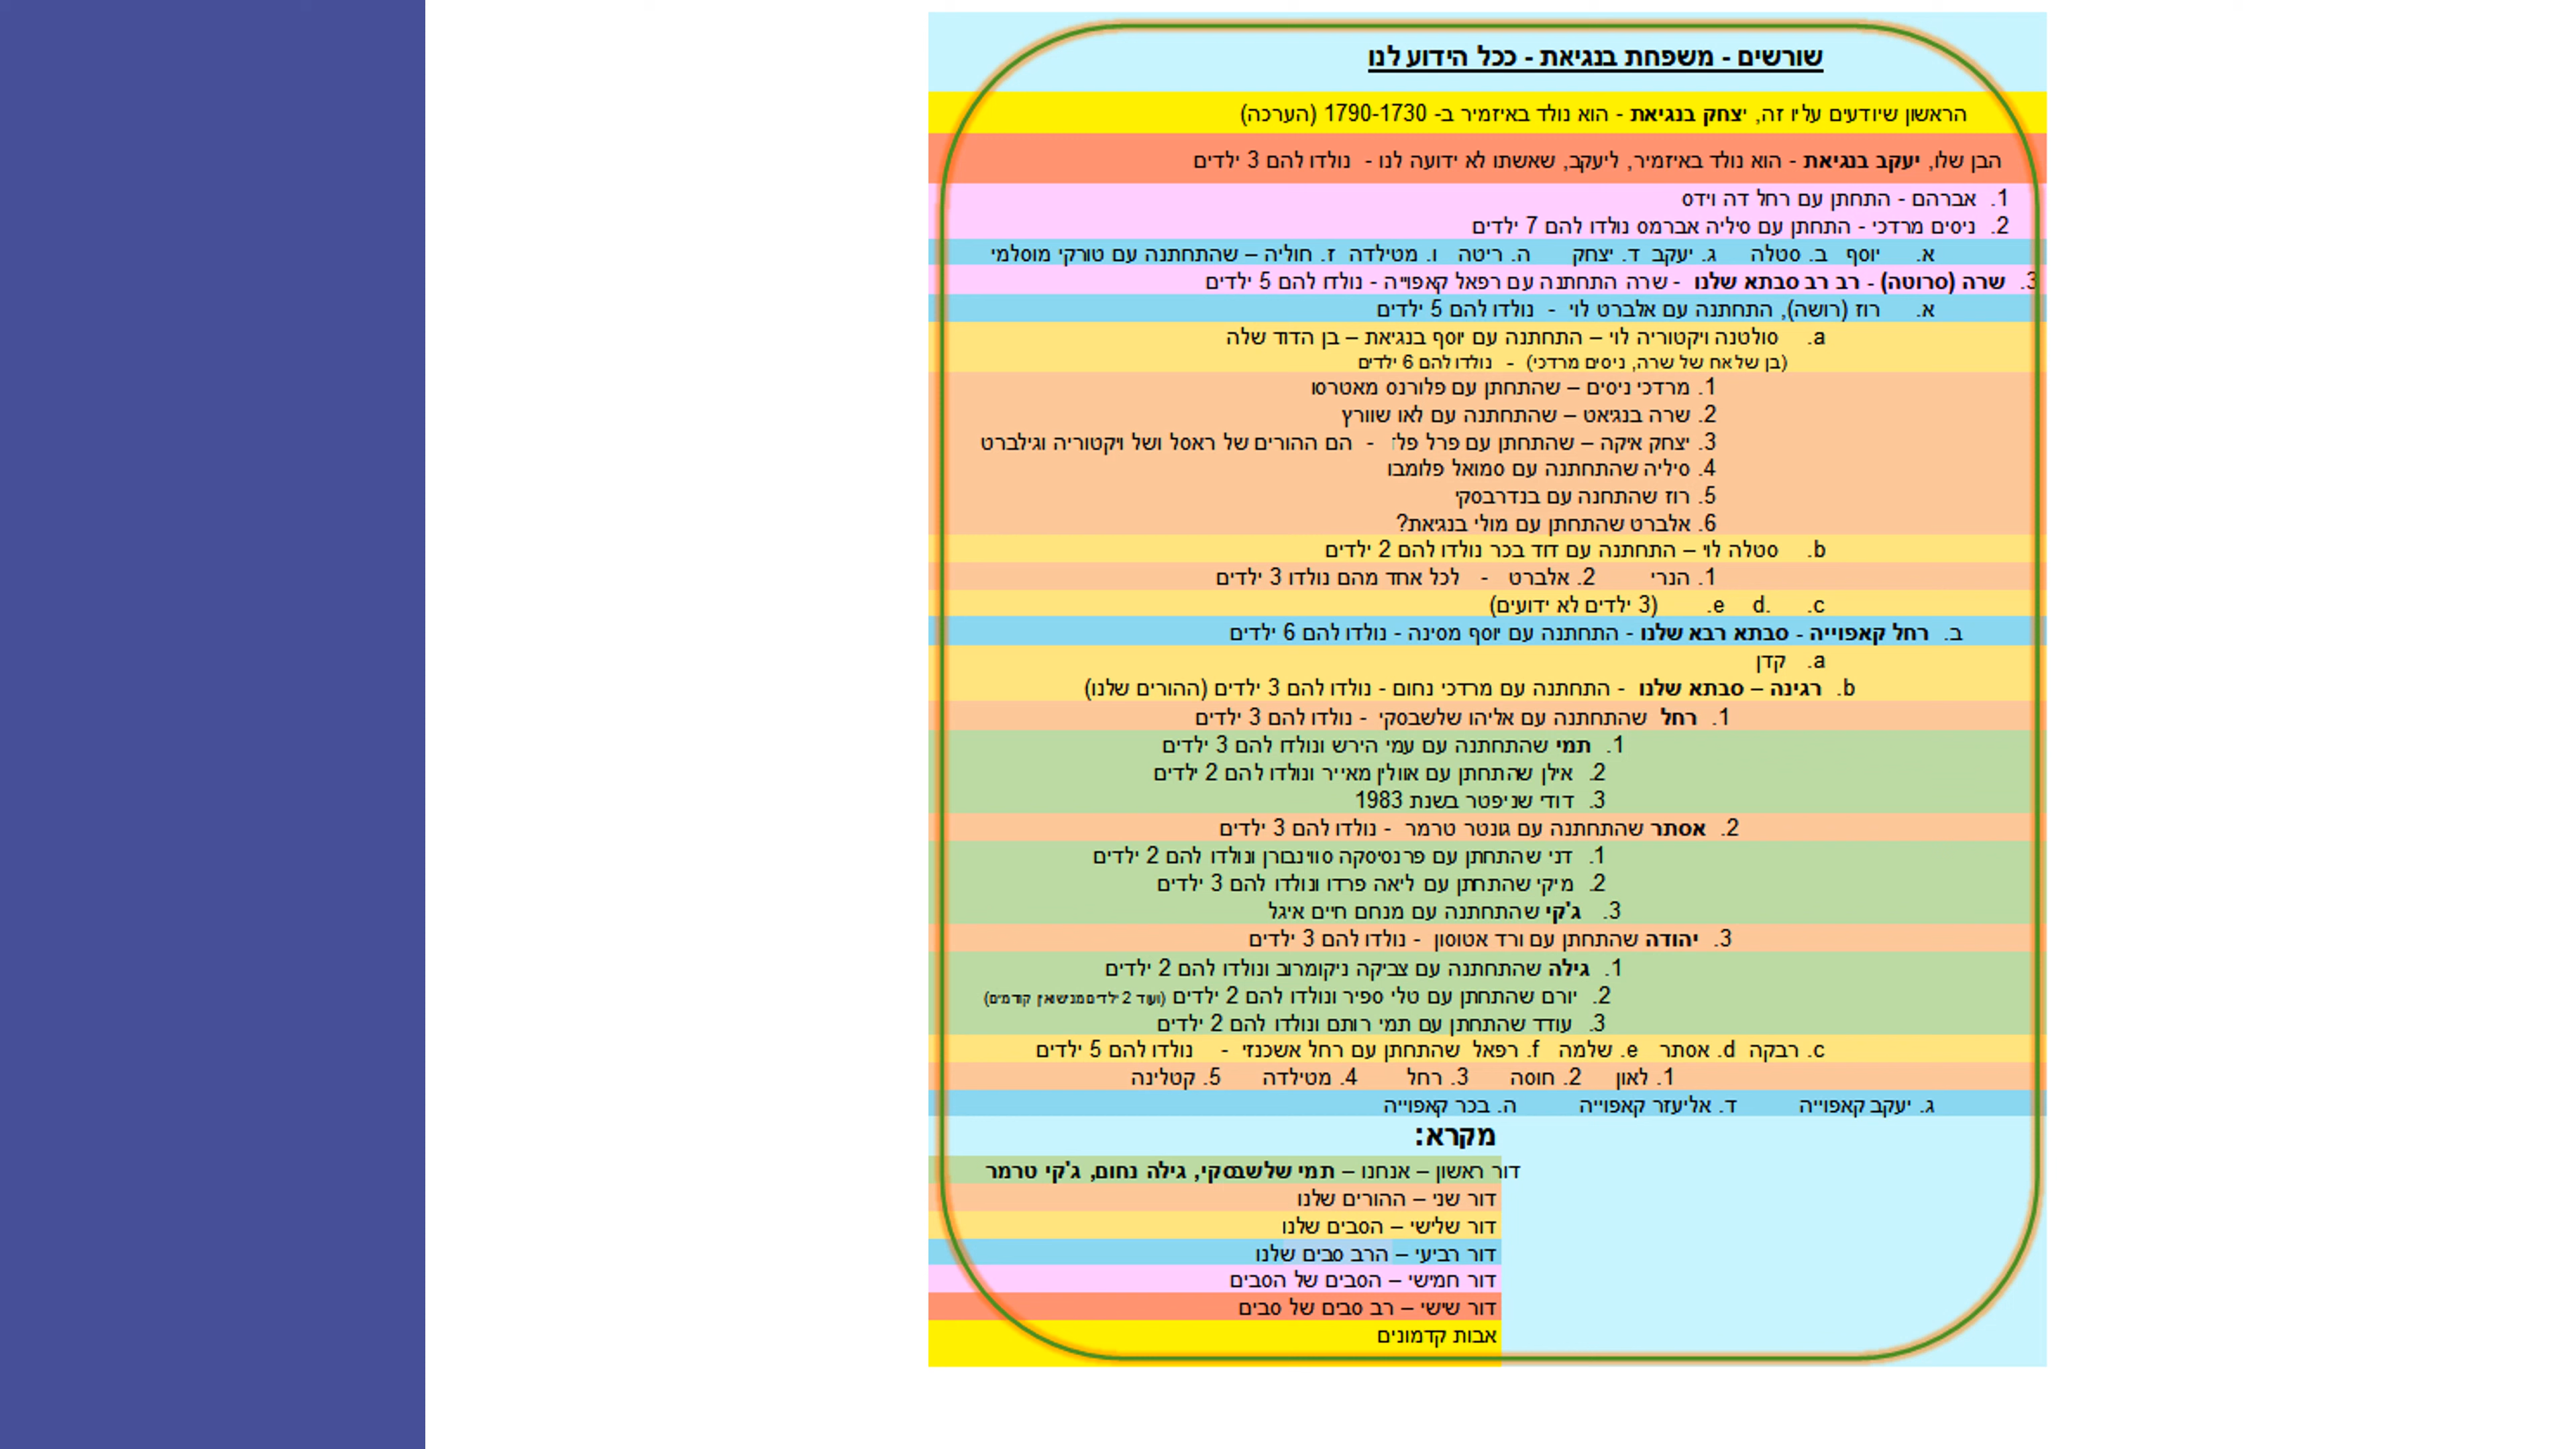 שורשים - משפחת בנגיאת - ככל הידוע לנו
הראשון שיודעים עליו זה, יצחק בנגיאת - הוא נולד באיזמיר ב- 1790-1730 (הערכה)
הבן שלו, יעקב בנגיאת - הוא נולד באיזמיר, ליעקב, שאשתו לא ידועה לנו - נולדו להם 3 ילדים
1. אברהם - התחתן עם רחל דה וידס
2. ניסים מרדכי - התחתן עם סיליה אברמס נולדו להם 7 ילדים
א. יוסף ב. סטלה ג. יעקב ד. יצחק ה. ריטה ו. מטילדה ז. חוליה – שהתחתנה עם טורקי מוסלמי
3. שרה (סרוטה) - רב רב סבתא שלנו - שרה התחתנה עם רפאל קאפוייה - נולדו להם 5 ילדים
א. רוז (רושה), התחתנה עם אלברט לוי - נולדו להם 5 ילדים
a. סולטנה ויקטוריה לוי – התחתנה עם יוסף בנגיאת – בן הדוד שלה
(בן של אח של שרה, ניסים מרדכי) - נולדו להם 6 ילדים
1. מרדכי ניסים – שהתחתן עם פלורנס מאטרסו
2. שרה בנגיאט – שהתחתנה עם לאו שוורץ
3. יצחק איקה – שהתחתן עם פרל פלז - הם ההורים של ראסל ושל ויקטוריה וגילברט
4. סיליה שהתחתנה עם סמואל פלומבו
5. רוז שהתחנה עם בנדרבסקי
6. אלברט שהתחתן עם מולי בנגיאת?
b. סטלה לוי – התחתנה עם דוד בכר נולדו להם 2 ילדים
1. הנרי 2. אלברט - לכל אחד מהם נולדו 3 ילדים
c. d. e. (3 ילדים לא ידועים)
ב. רחל קאפוייה - סבתא רבא שלנו - התחתנה עם יוסף מסינה - נולדו להם 6 ילדים
a. קדן
b. רגינה – סבתא שלנו - התחתנה עם מרדכי נחום - נולדו להם 3 ילדים (ההורים שלנו)
1. רחל שהתחתנה עם אליהו שלשבסקי - נולדו להם 3 ילדים
1. תמי שהתחתנה עם עמי הירש ונולדו להם 3 ילדים
2. אילן שהתחתן עם אוולין מאייר ונולדו להם 2 ילדים
3. דודי שניפטר בשנת 1983
2. אסתר שהתחתנה עם גונטר טרמר - נולדו להם 3 ילדים
1. דני שהתחתן עם פרנסיסקה סווינבורן ונולדו להם 2 ילדים
2. מיקי שהתחתן עם ליאה פרדו ונולדו להם 3 ילדים
3. ג'קי שהתחתנה עם מנחם חיים איגל
3. יהודה שהתחתן עם ורד אטוסון - נולדו להם 3 ילדים
1. גילה שהתחתנה עם צביקה ניקומרוב ונולדו להם 2 ילדים
2. יורם שהתחתן עם טלי ספיר ונולדו להם 2 ילדים (ועוד 2 ילדים מנישואין קודמים)
3. עודד שהתחתן עם תמי רותם ונולדו להם 2 ילדים
c. רבקה d. אסתר e. שלמה f. רפאל שהתחתן עם רחל אשכנזי - נולדו להם 5 ילדים
1. לאון 2. חוסה 3. רחל 4. מטילדה 5. קטלינה
ג. יעקב קאפוייה ד. אליעזר קאפוייה ה. בכר קאפוייה
מקרא:
דור ראשון – אנחנו – תמי שלשבסקי, גילה נחום, ג'קי טרמר
דור שני – ההורים שלנו
דור שלישי – הסבים שלנו
דור רביעי – הרב סבים שלנו
דור חמישי – הסבים של הסבים
דור שישי – רב סבים של סבים
אבות קדמונים